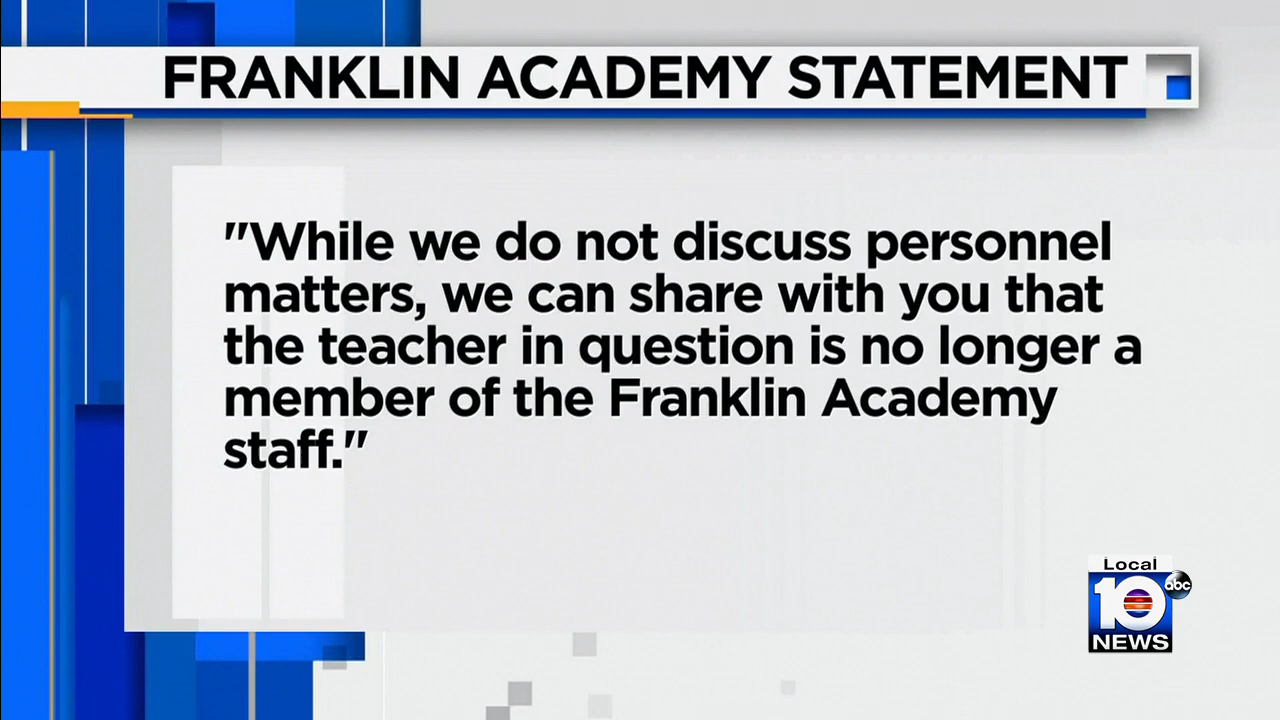 FRANKLIN ACADEMY STATEMENT
"While we do not discuss personnel
matters, we can share with you that
the teacher in question is no longer a
member of the Franklin Academy
staff."
Local
10 abc
NEWS